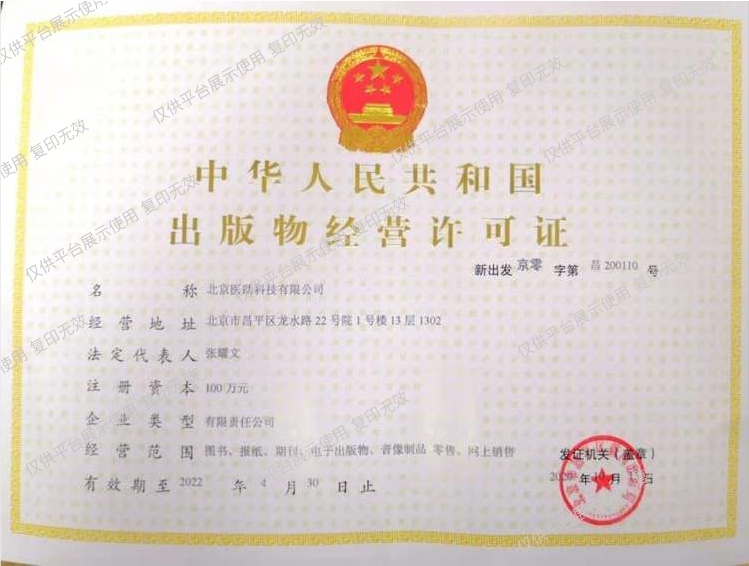 中华人民共和国
出版物经营许可证
新出发 京零 字第 昌200110 号
名 称 北京医助科技有限公司
经营地址 北京市昌平区龙水路22号院1号楼13层1302
法定代表人 张耀文
注册资本 100万元
企业类型 有限责任公司
经营范围 图书、报纸、期刊、电子出版物、音像制品 零售、网上销售
发证机关(盖章)
有效期至 2022 年 4 月 30 日止
年 月 日
仅供平台展示使用 复印无效